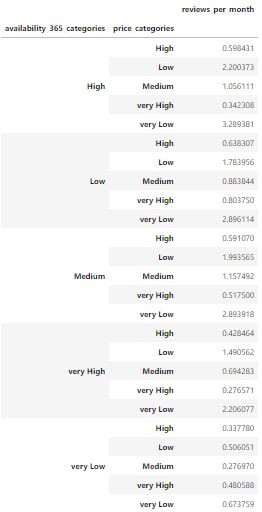 reviews per month
availability 365 categories price categories
High 0.598431
Low 2.200373
High Medium 1.056111
very High 0.342308
very Low 3.289381
High 0.638307
Low 1.783956
Low Medium 0.883844
very High 0.803750
very Low 2.896114
High 0.591070
Low 1.993565
Medium Medium 1.157492
very High 0.517500
very Low 2.893918
High 0.428464
Low 1.490562
very High Medium 0.694283
very High 0.276571
very Low 2.206077
High 0.337780
Low 0.506051
very Low Medium 0.276970
very High 0.480588
very Low 0.673759